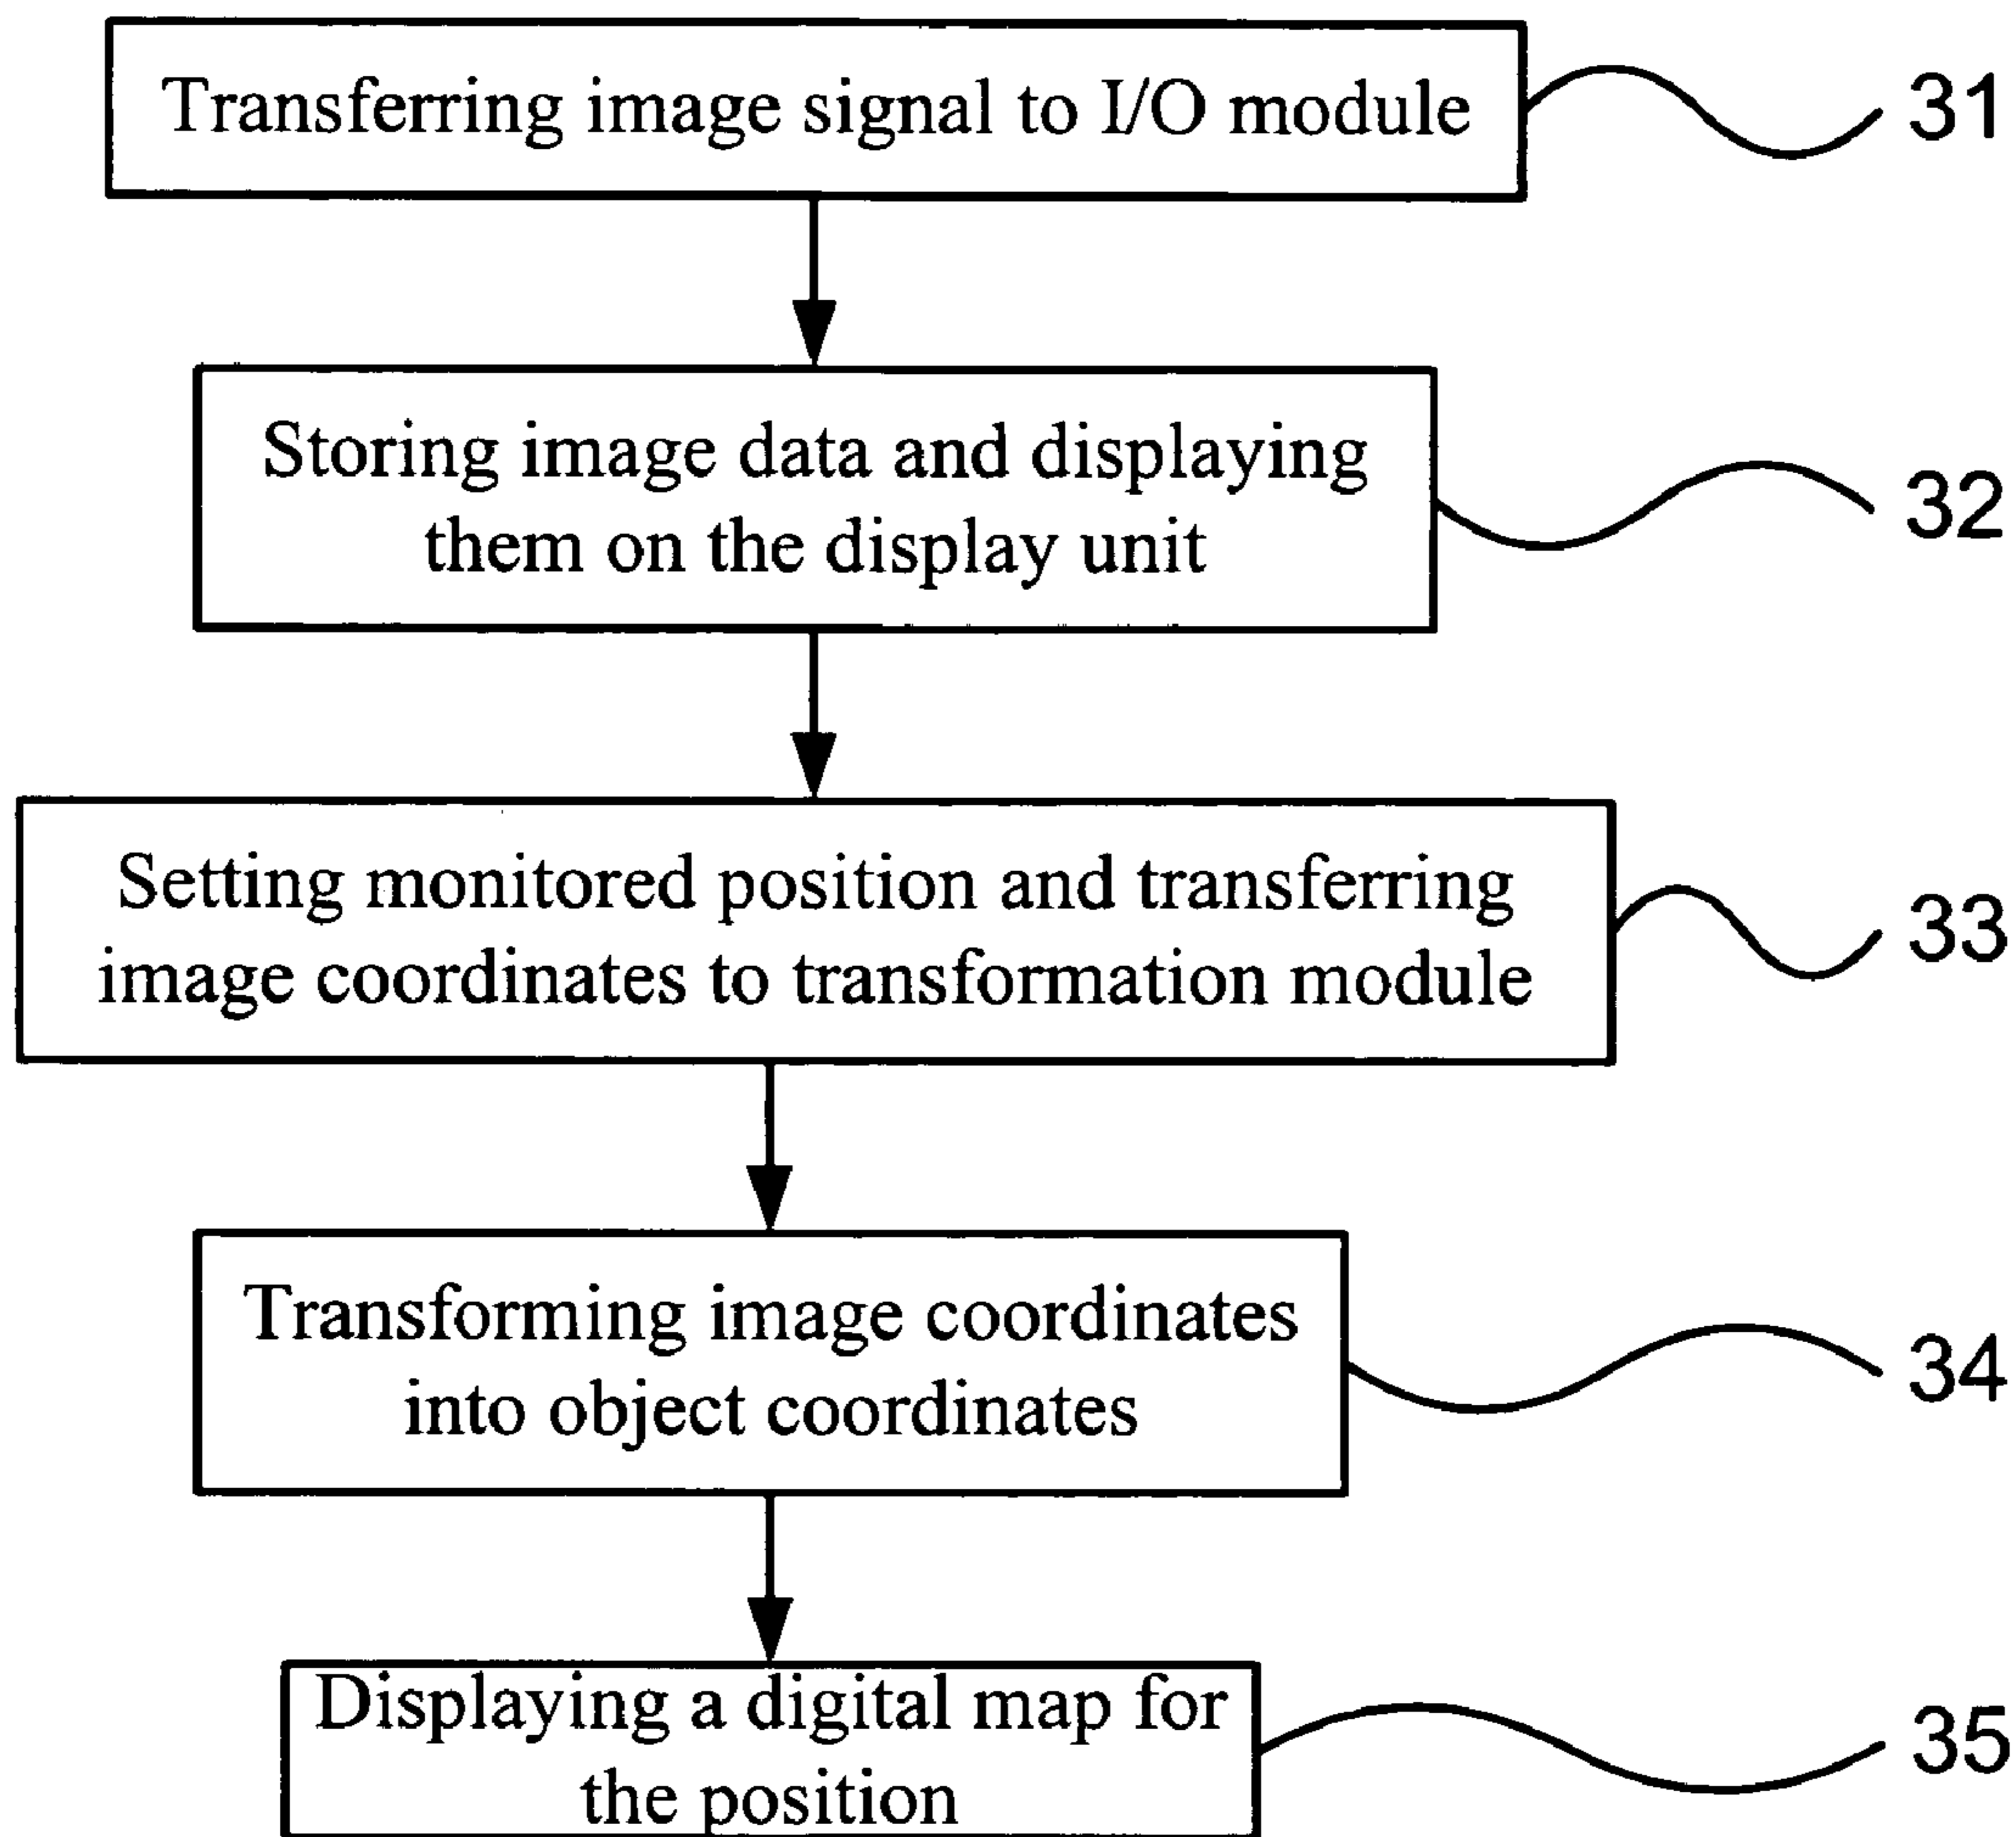 Transferring image signal to I/O module
31
Storing image data and displaying
them on the display unit
32
Setting monitored position and transferring
image coordinates to transformation module
33
Transforming image coordinates
into object coordinates
34
Displaying a digital map for
the position
35